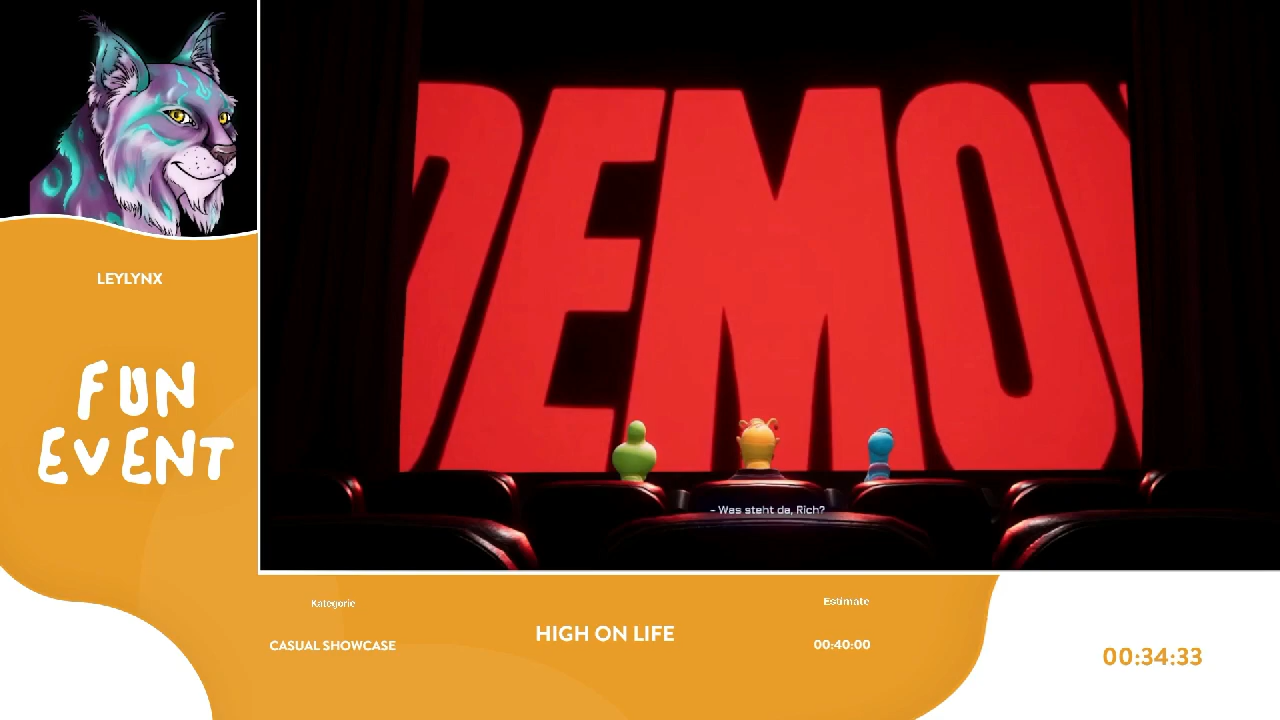 LEYLYNX
FUN
EVENT
DEMON
- Was steht da, Rich?
Kategorie
CASUAL SHOWCASE
HIGH ON LIFE
Estimate
00:40:00
00:34:33